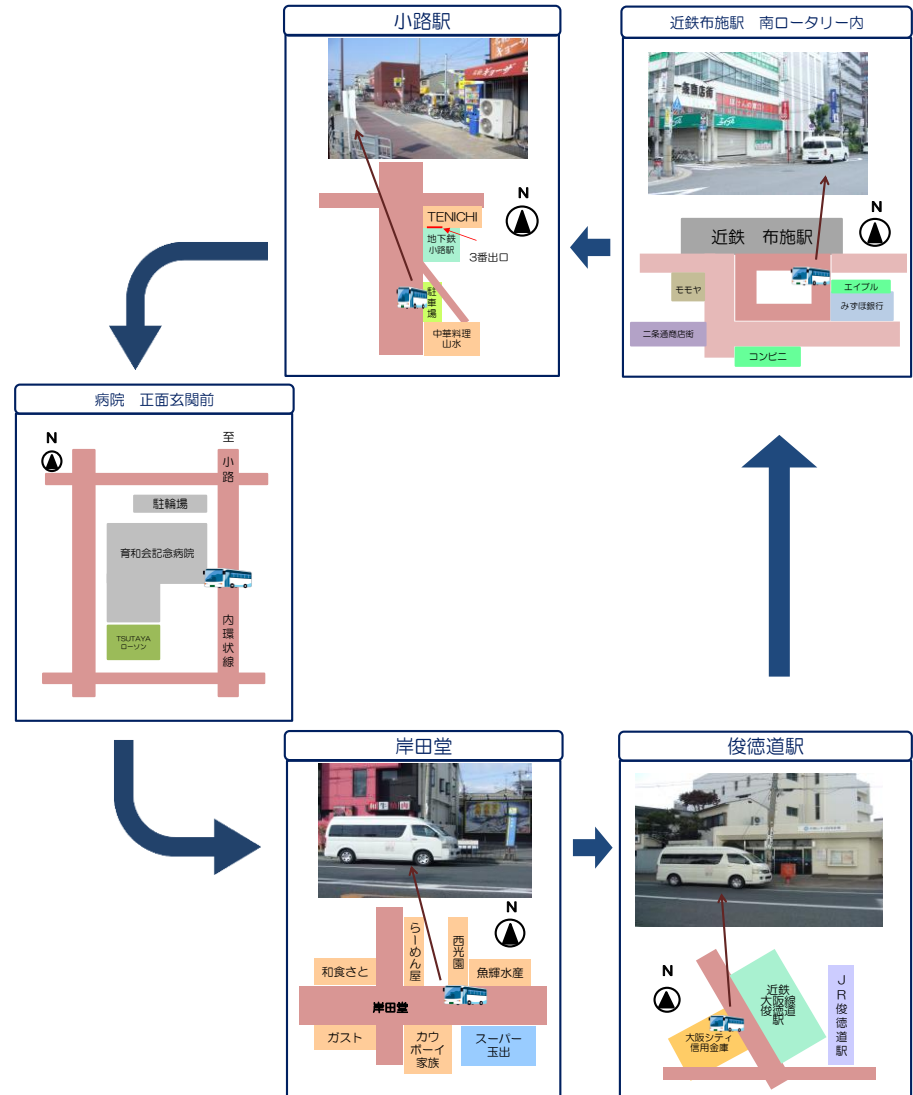 小路駅
TENICHI
地下鉄
小路駅
3番出口
N
駐車場
中華料理
山水
近鉄布施駅 南ロータリー内
一条商店街
N
近鉄 布施駅
モモヤ
エイブル
みずほ銀行
二条通商店街
コンビニ
病院 正面玄関前
N
至小路
駐輪場
育和会記念病院
内環状線
TSUTAYA
ローソン
岸田堂
N
らーめん屋
西光園
和食さと
魚輝水産
岸田堂
ガスト
カウ
ボーイ
家族
スーパー
玉出
俊徳道駅
N
近鉄
大阪線
俊徳道
駅
JR俊徳道駅
大阪シティ
信用金庫